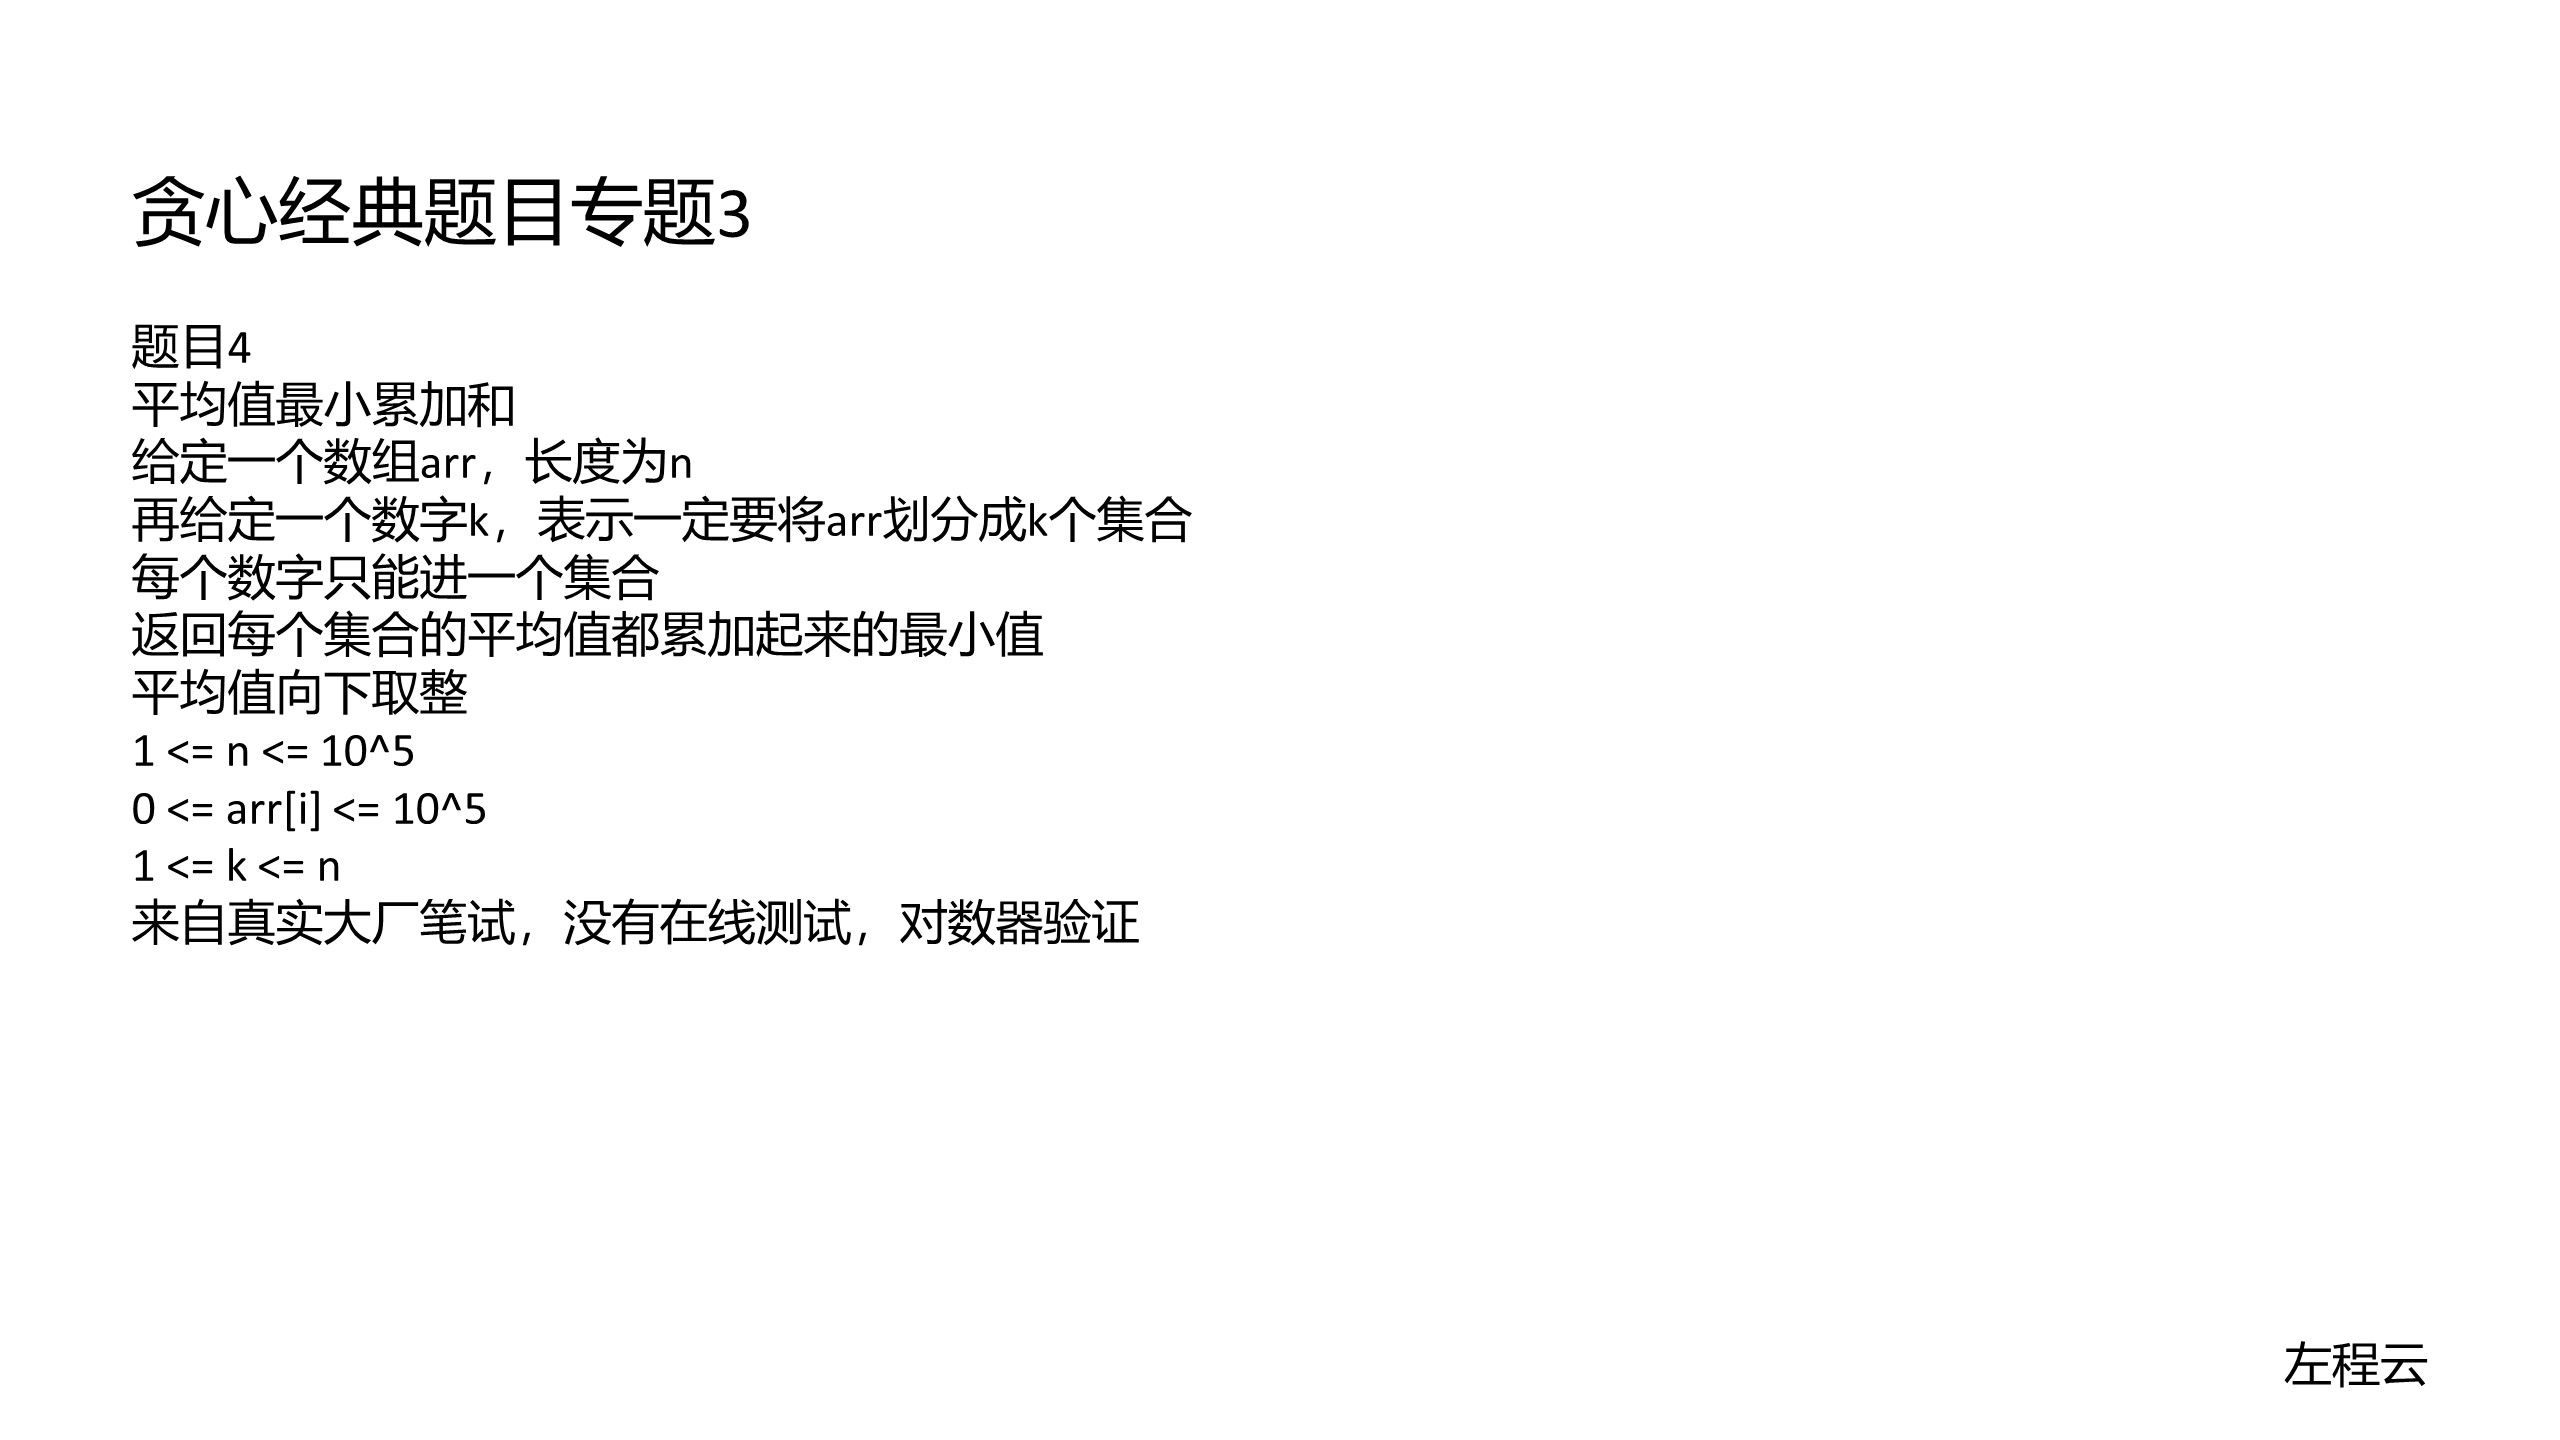 贪心经典题目专题3
题目4
平均值最小累加和
给定一个数组arr，长度为n
再给定一个数字k，表示一定要将arr划分成k个集合
每个数字只能进一个集合
返回每个集合的平均值都累加起来的最小值
平均值向下取整
1 <= n <= 10^5
0 <= arr[i] <= 10^5
1 <= k <= n
来自真实大厂笔试，没有在线测试，对数器验证
左程云